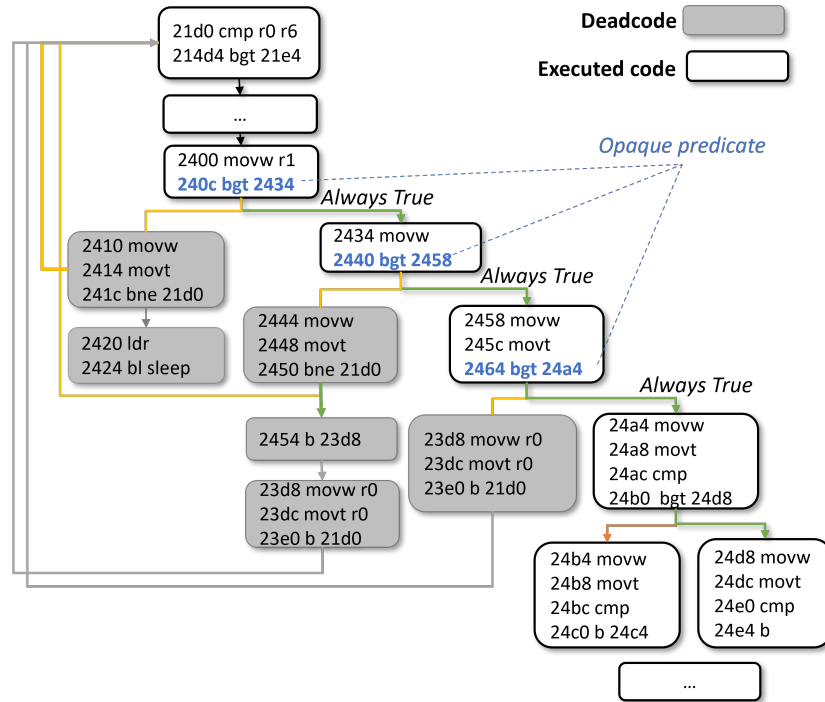 21d0 cmp r0 r6
214d4 bgt 21e4
Deadcode
Executed code
...
2400 movw r1
240c bgt 2434
Opaque predicate
Always True
2410 movw
2414 movt
241c bne 21d0
2434 movw
2440 bgt 2458
Always True
2420 ldr
2424 bl sleep
2444 movw
2448 movt
2450 bne 21d0
2458 movw
245c movt
2464 bgt 24a4
Always True
2454 b 23d8
23d8 movw r0
23dc movt r0
23e0 b 21d0
24a4 movw
24a8 movt
24ac cmp
24b0 bgt 24d8
23d8 movw r0
23dc movt r0
23e0 b 21d0
24b4 movw
24b8 movt
24bc cmp
24c0 b 24c4
24d8 movw
24dc movt
24e0 cmp
24e4 b
...